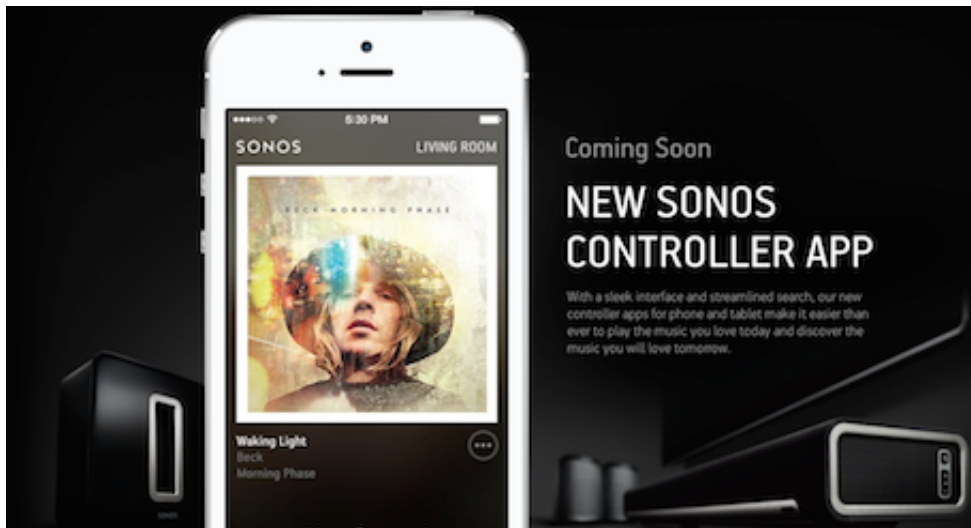 6:30 PM
SONOS LIVING ROOM
BECK MORNING PHASE
Waking Light
Beck
Morning Phase
Coming Soon
NEW SONOS
CONTROLLER APP
With a sleek interface and streamlined search, our new
controller apps for phone and tablet make it easier than
ever to play the music you love today and discover the
music you will love tomorrow.
SONOS